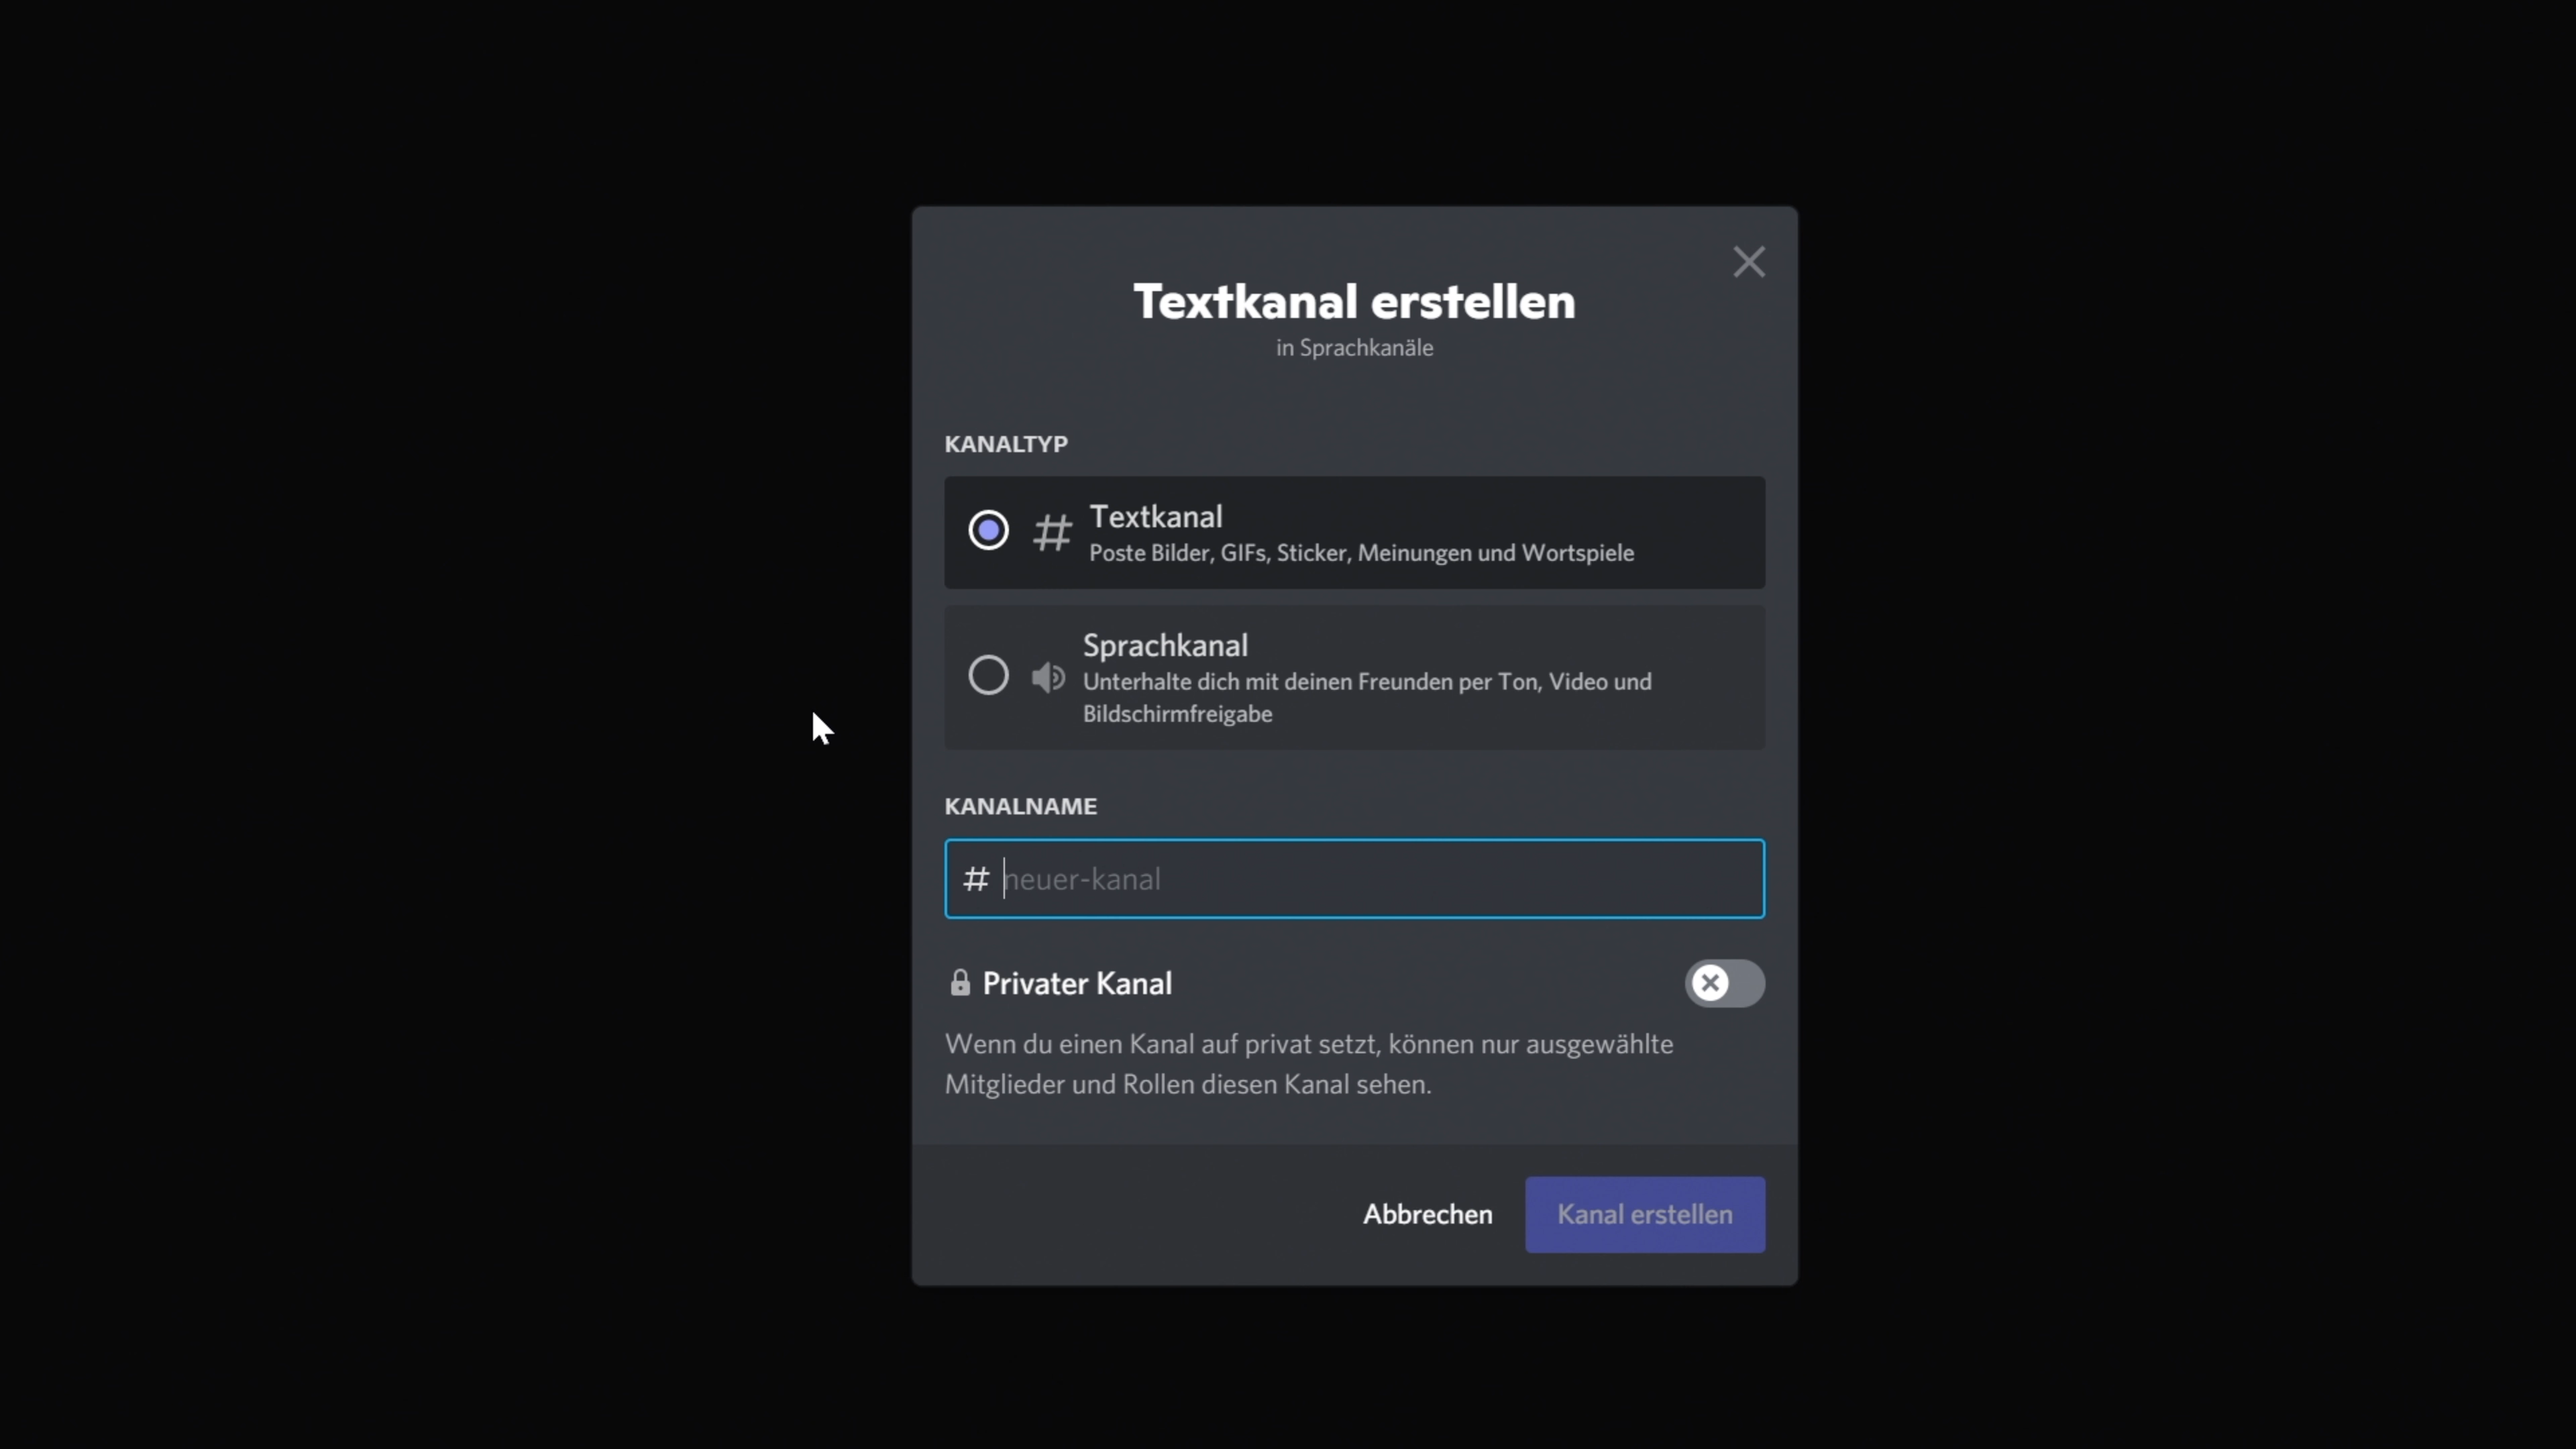 Textkanal erstellen
in Sprachkanäle
KANALTYP
# Textkanal
Poste Bilder, GIFs, Sticker, Meinungen und Wortspiele
Sprachkanal
Unterhalte dich mit deinen Freunden per Ton, Video und
Bildschirmfreigabe
KANALNAME
# neuer-kanal
Privater Kanal
Wenn du einen Kanal auf privat setzt, können nur ausgewählte
Mitglieder und Rollen diesen Kanal sehen.
Abbrechen Kanal erstellen